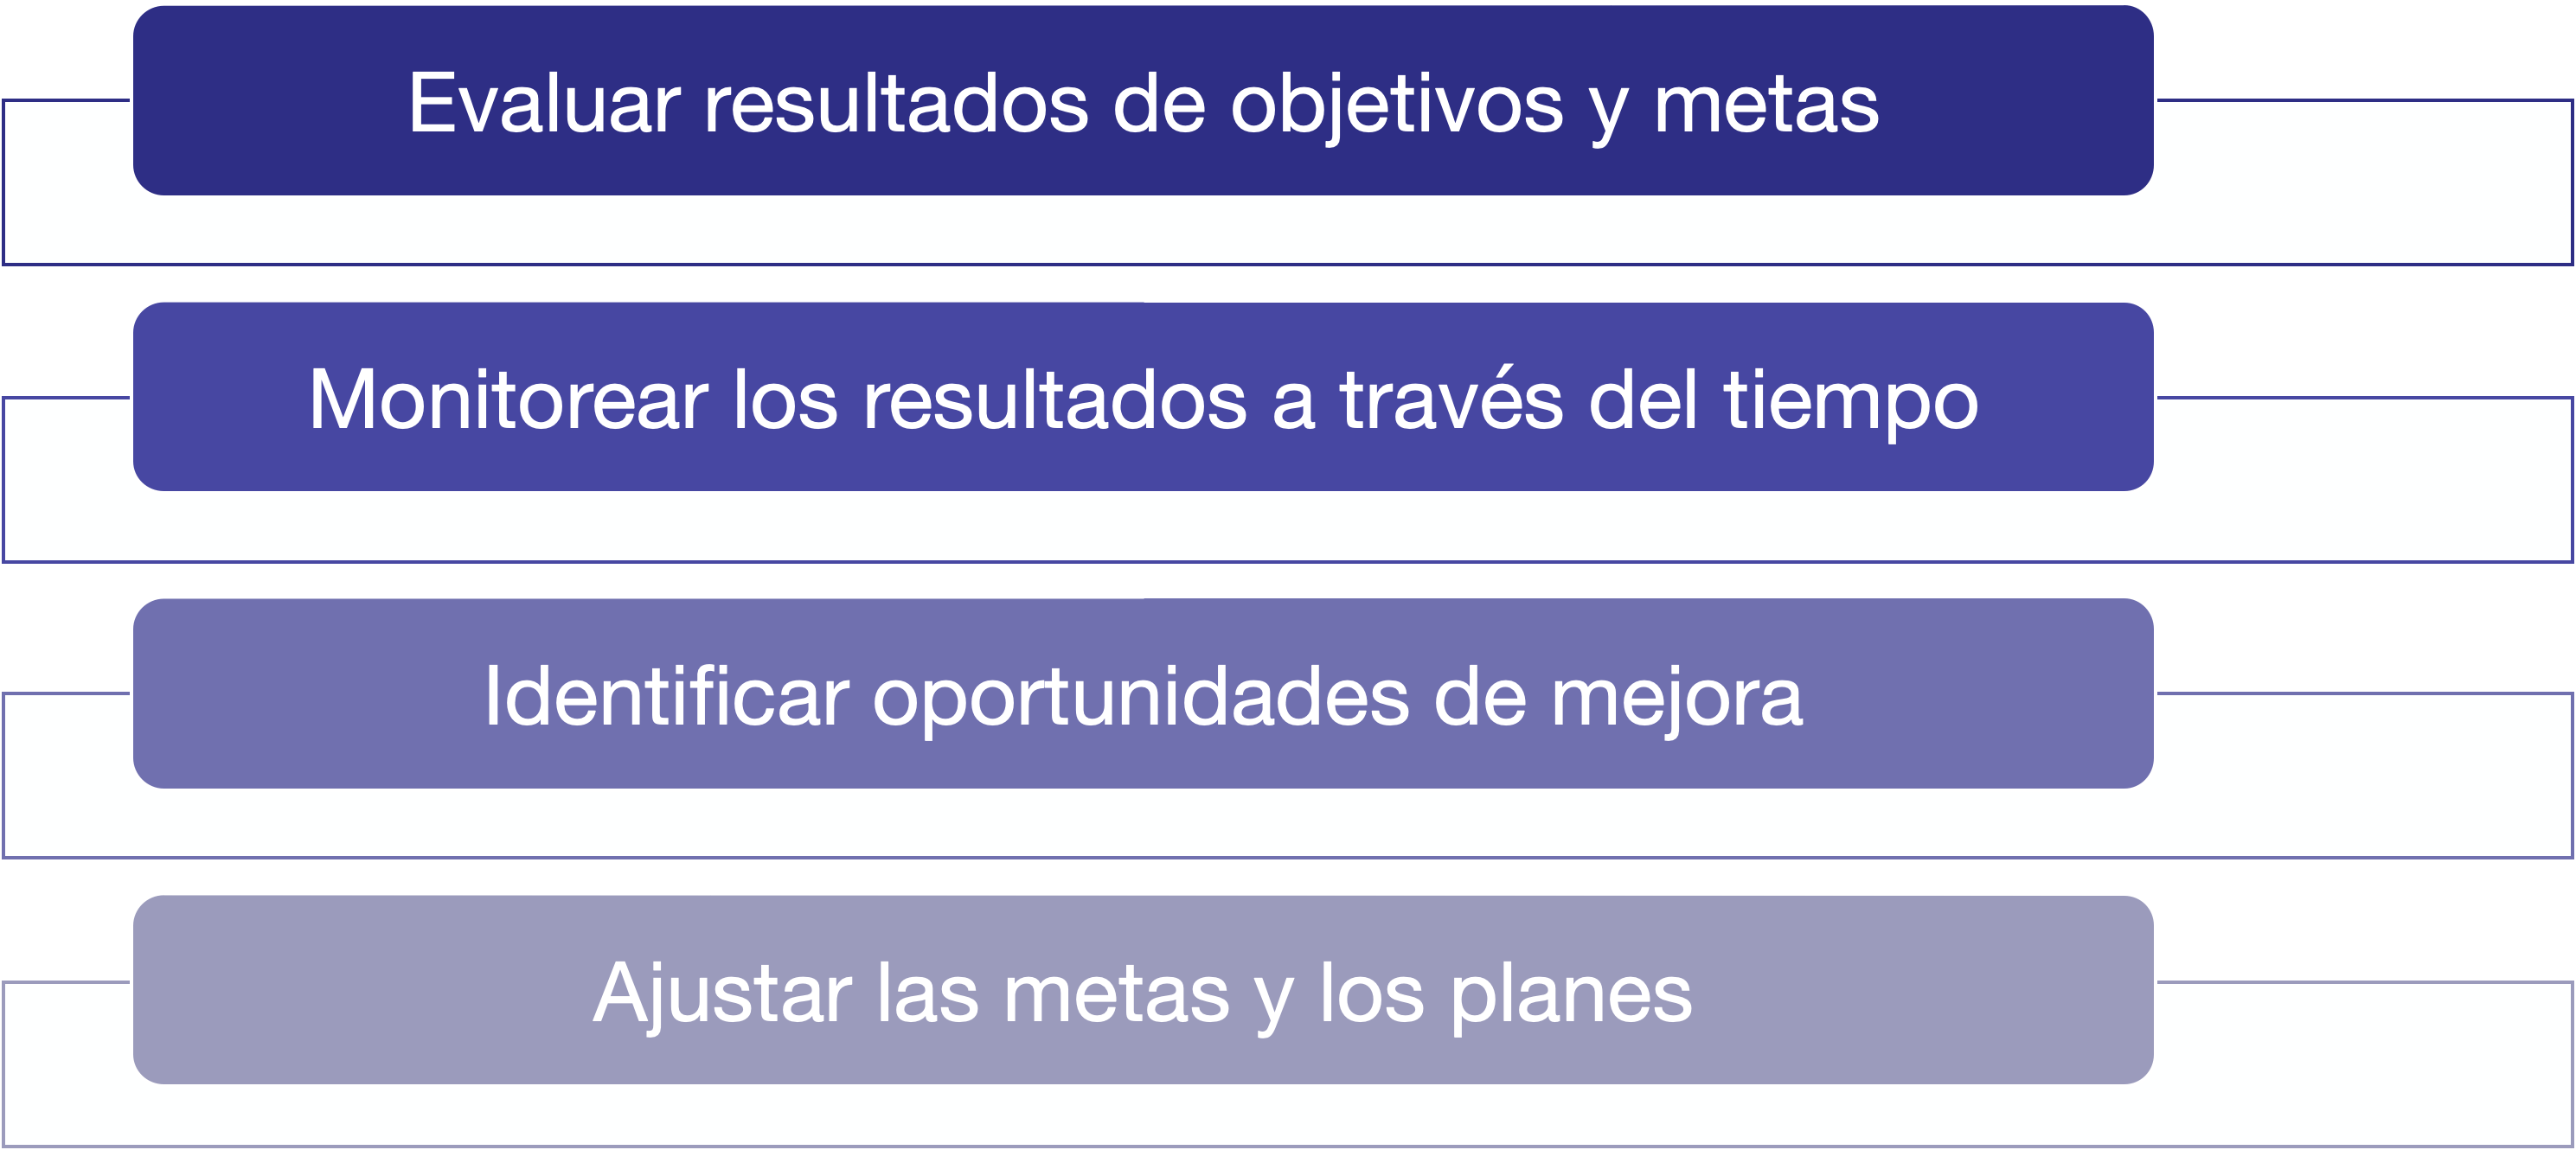 Evaluar resultados de objetivos y metas
Monitorear los resultados a través del tiempo
Identificar oportunidades de mejora
Ajustar las metas y los planes